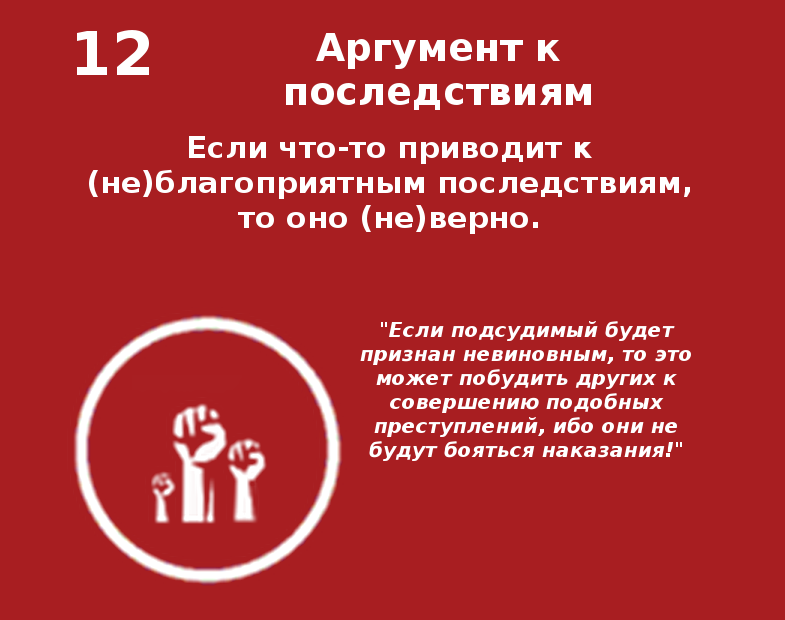 12
Аргумент к
последствиям
Если что-то приводит к
(не)благоприятным последствиям,
то оно (не)верно.
"Если подсудимый будет
признан невиновным, то это
может побудить других к
совершению подобных
преступлений, ибо они не
будут бояться наказания!"